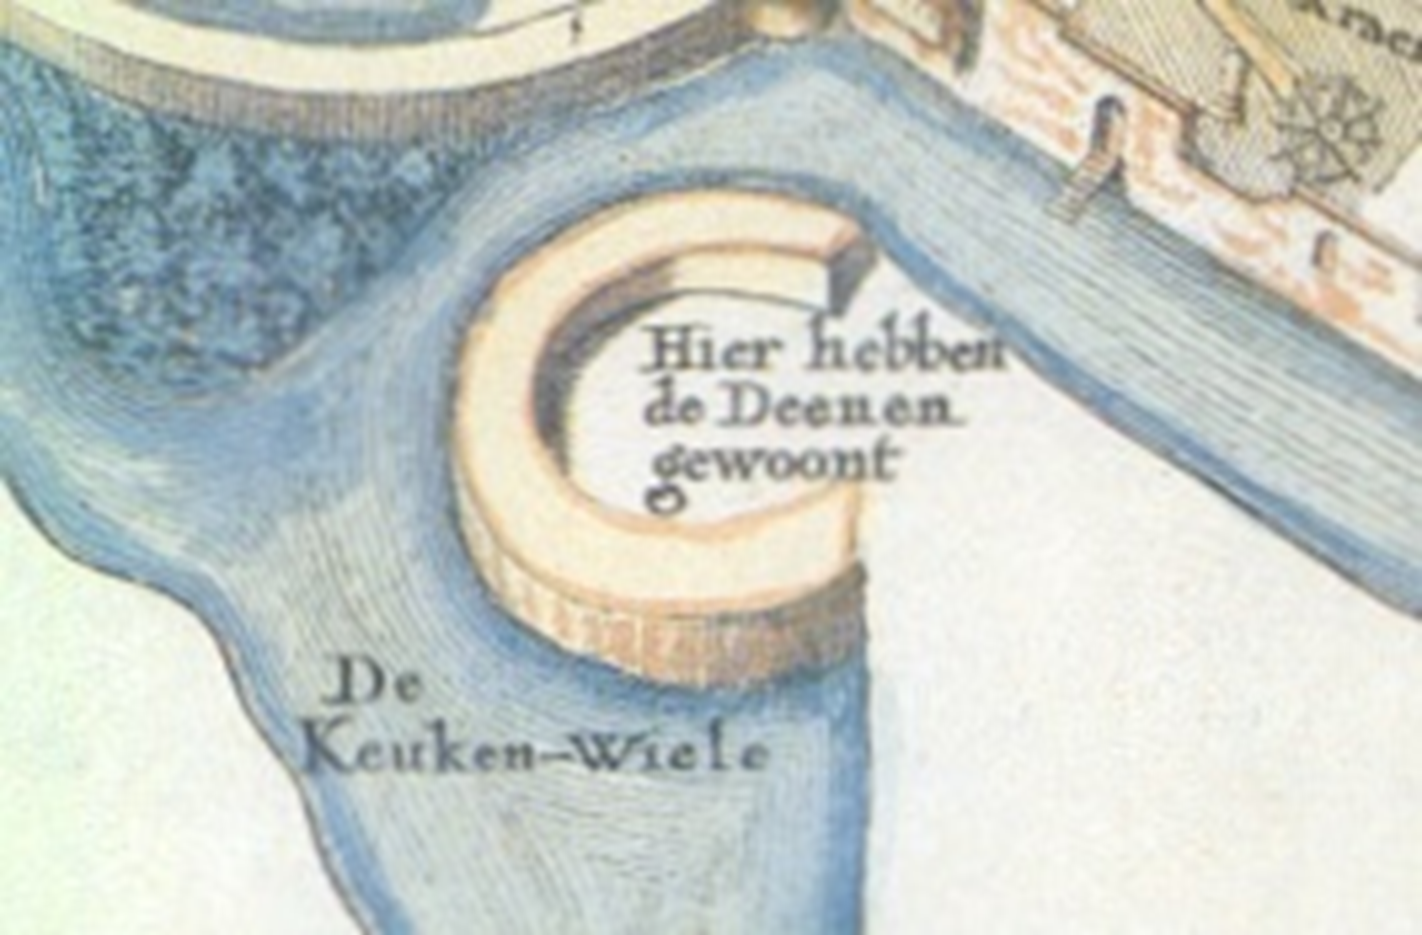 Hier hebben
de Deenen
gewoont
De
Keuken-Wiele